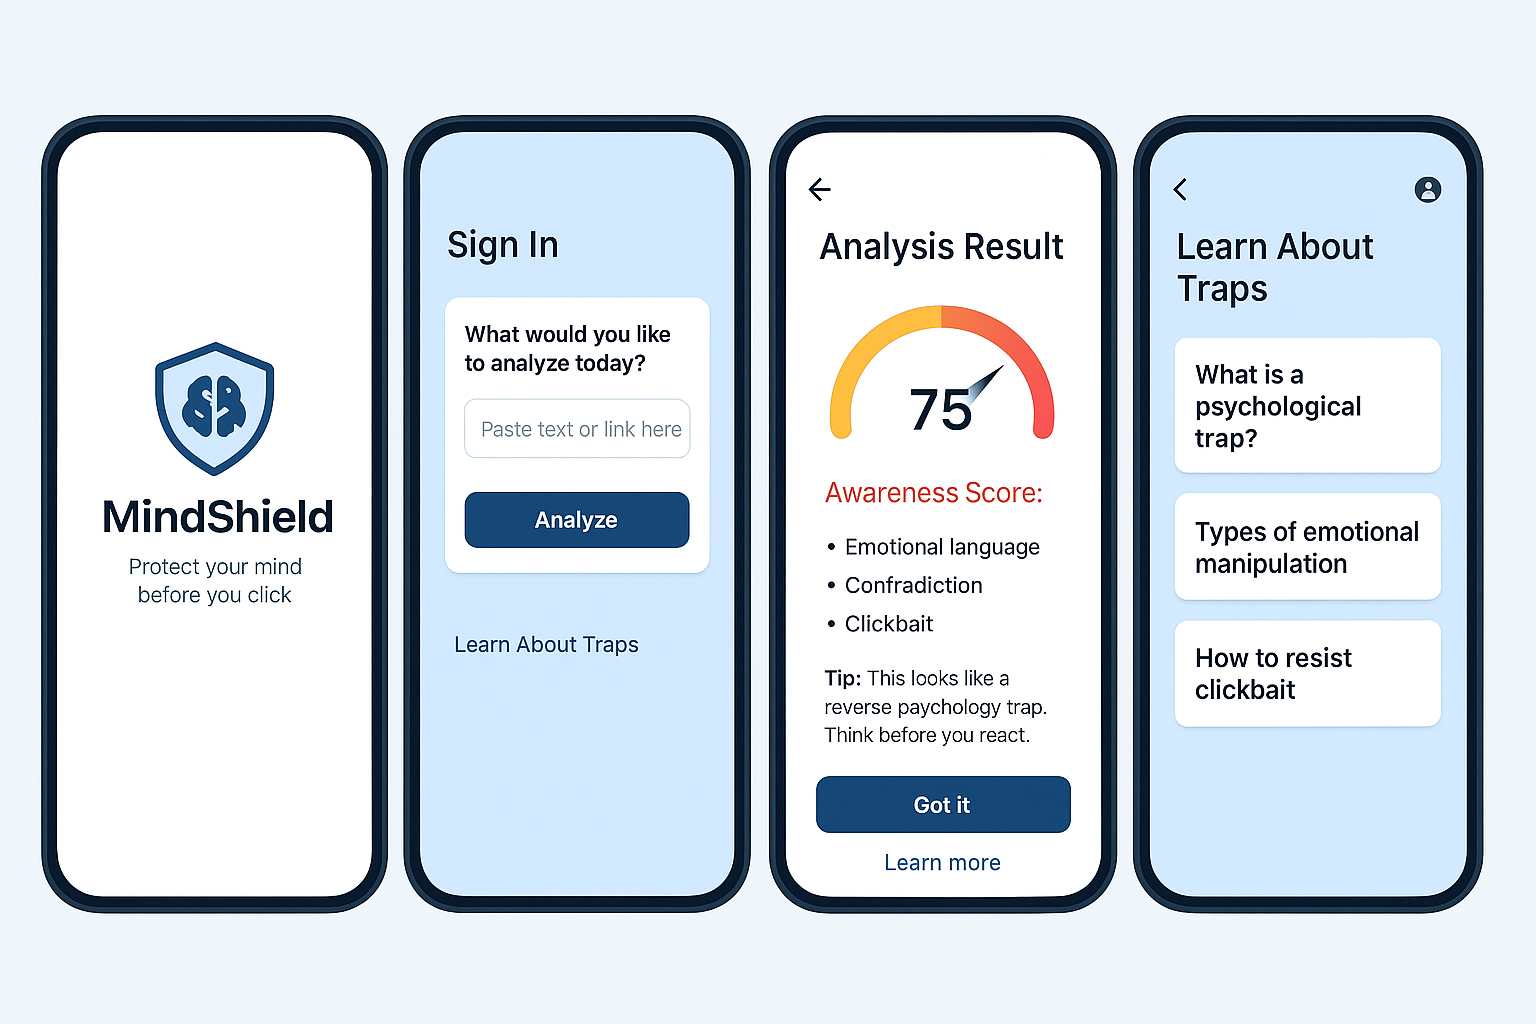 MindShield
Protect your mind
before you click
Sign In
What would you like
to analyze today?
Paste text or link here
Analyze
Learn About Traps
Analysis Result
75
Awareness Score:
• Emotional language
• Confradiction
• Clickbait
Tip: This looks like a
reverse paychology trap.
Think before you react.
Got it
Learn more
Learn About
Traps
What is a
psychological
trap?
Types of emotional
manipulation
How to resist
clickbait